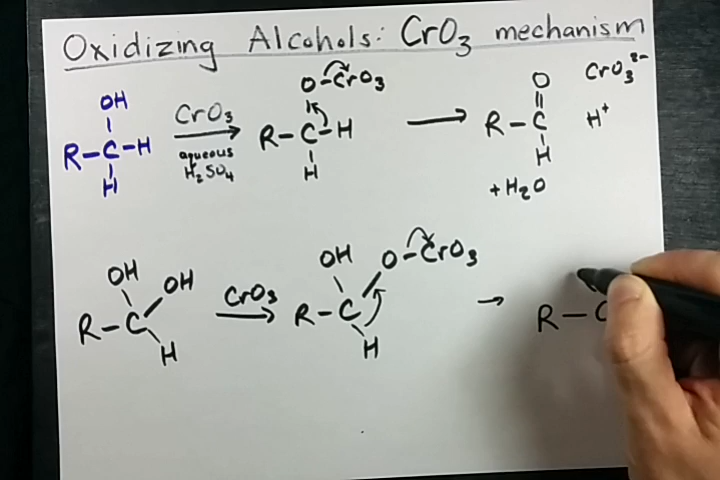 Oxidizing Alcohols: CrO3 mechanism
OH
R-C-H
H
CrO3
aqueous
H2SO4
O-CrO3
R-C-H
H
O
R-C
H
+H2O
CrO3 2-
H+
OH
OH
R-C
H
CrO3
OH
O-CrO3
R-C
H
R-C